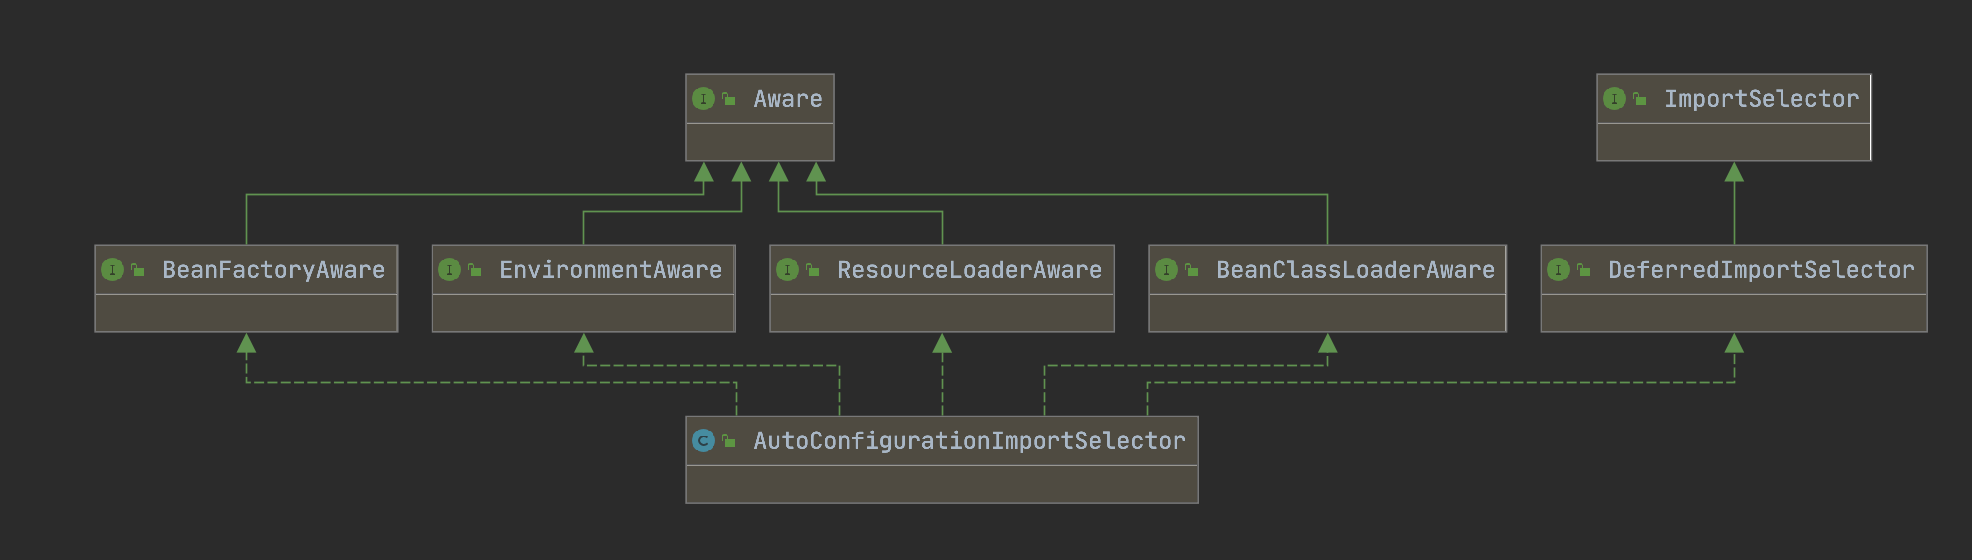 Aware
ImportSelector
BeanFactoryAware
EnvironmentAware
ResourceLoaderAware
BeanClassLoaderAware
DeferredImportSelector
AutoConfigurationImportSelector